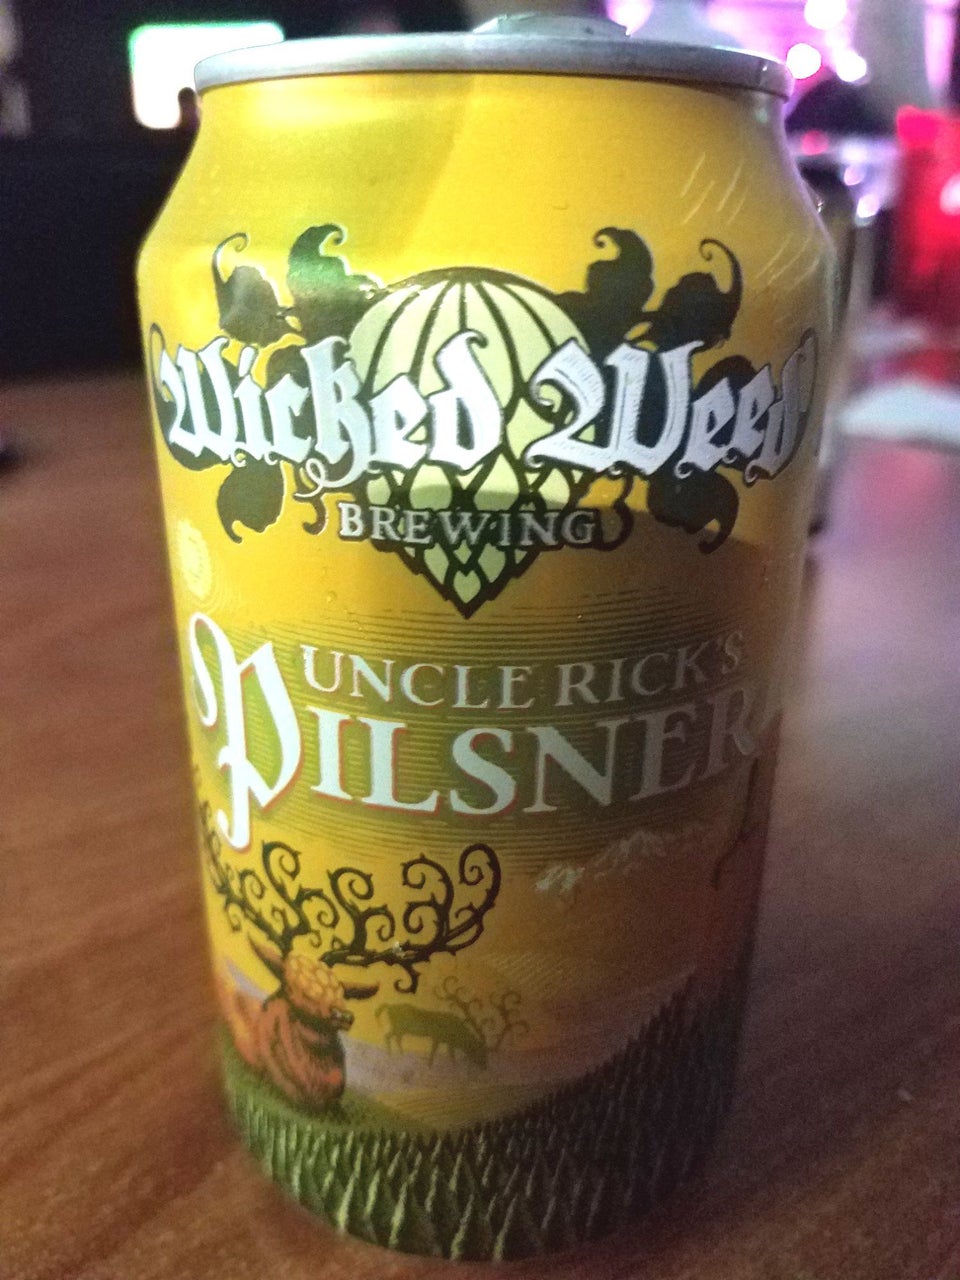 Wicked Weed
BREWING
UNCLE RICK'S
PILSNER